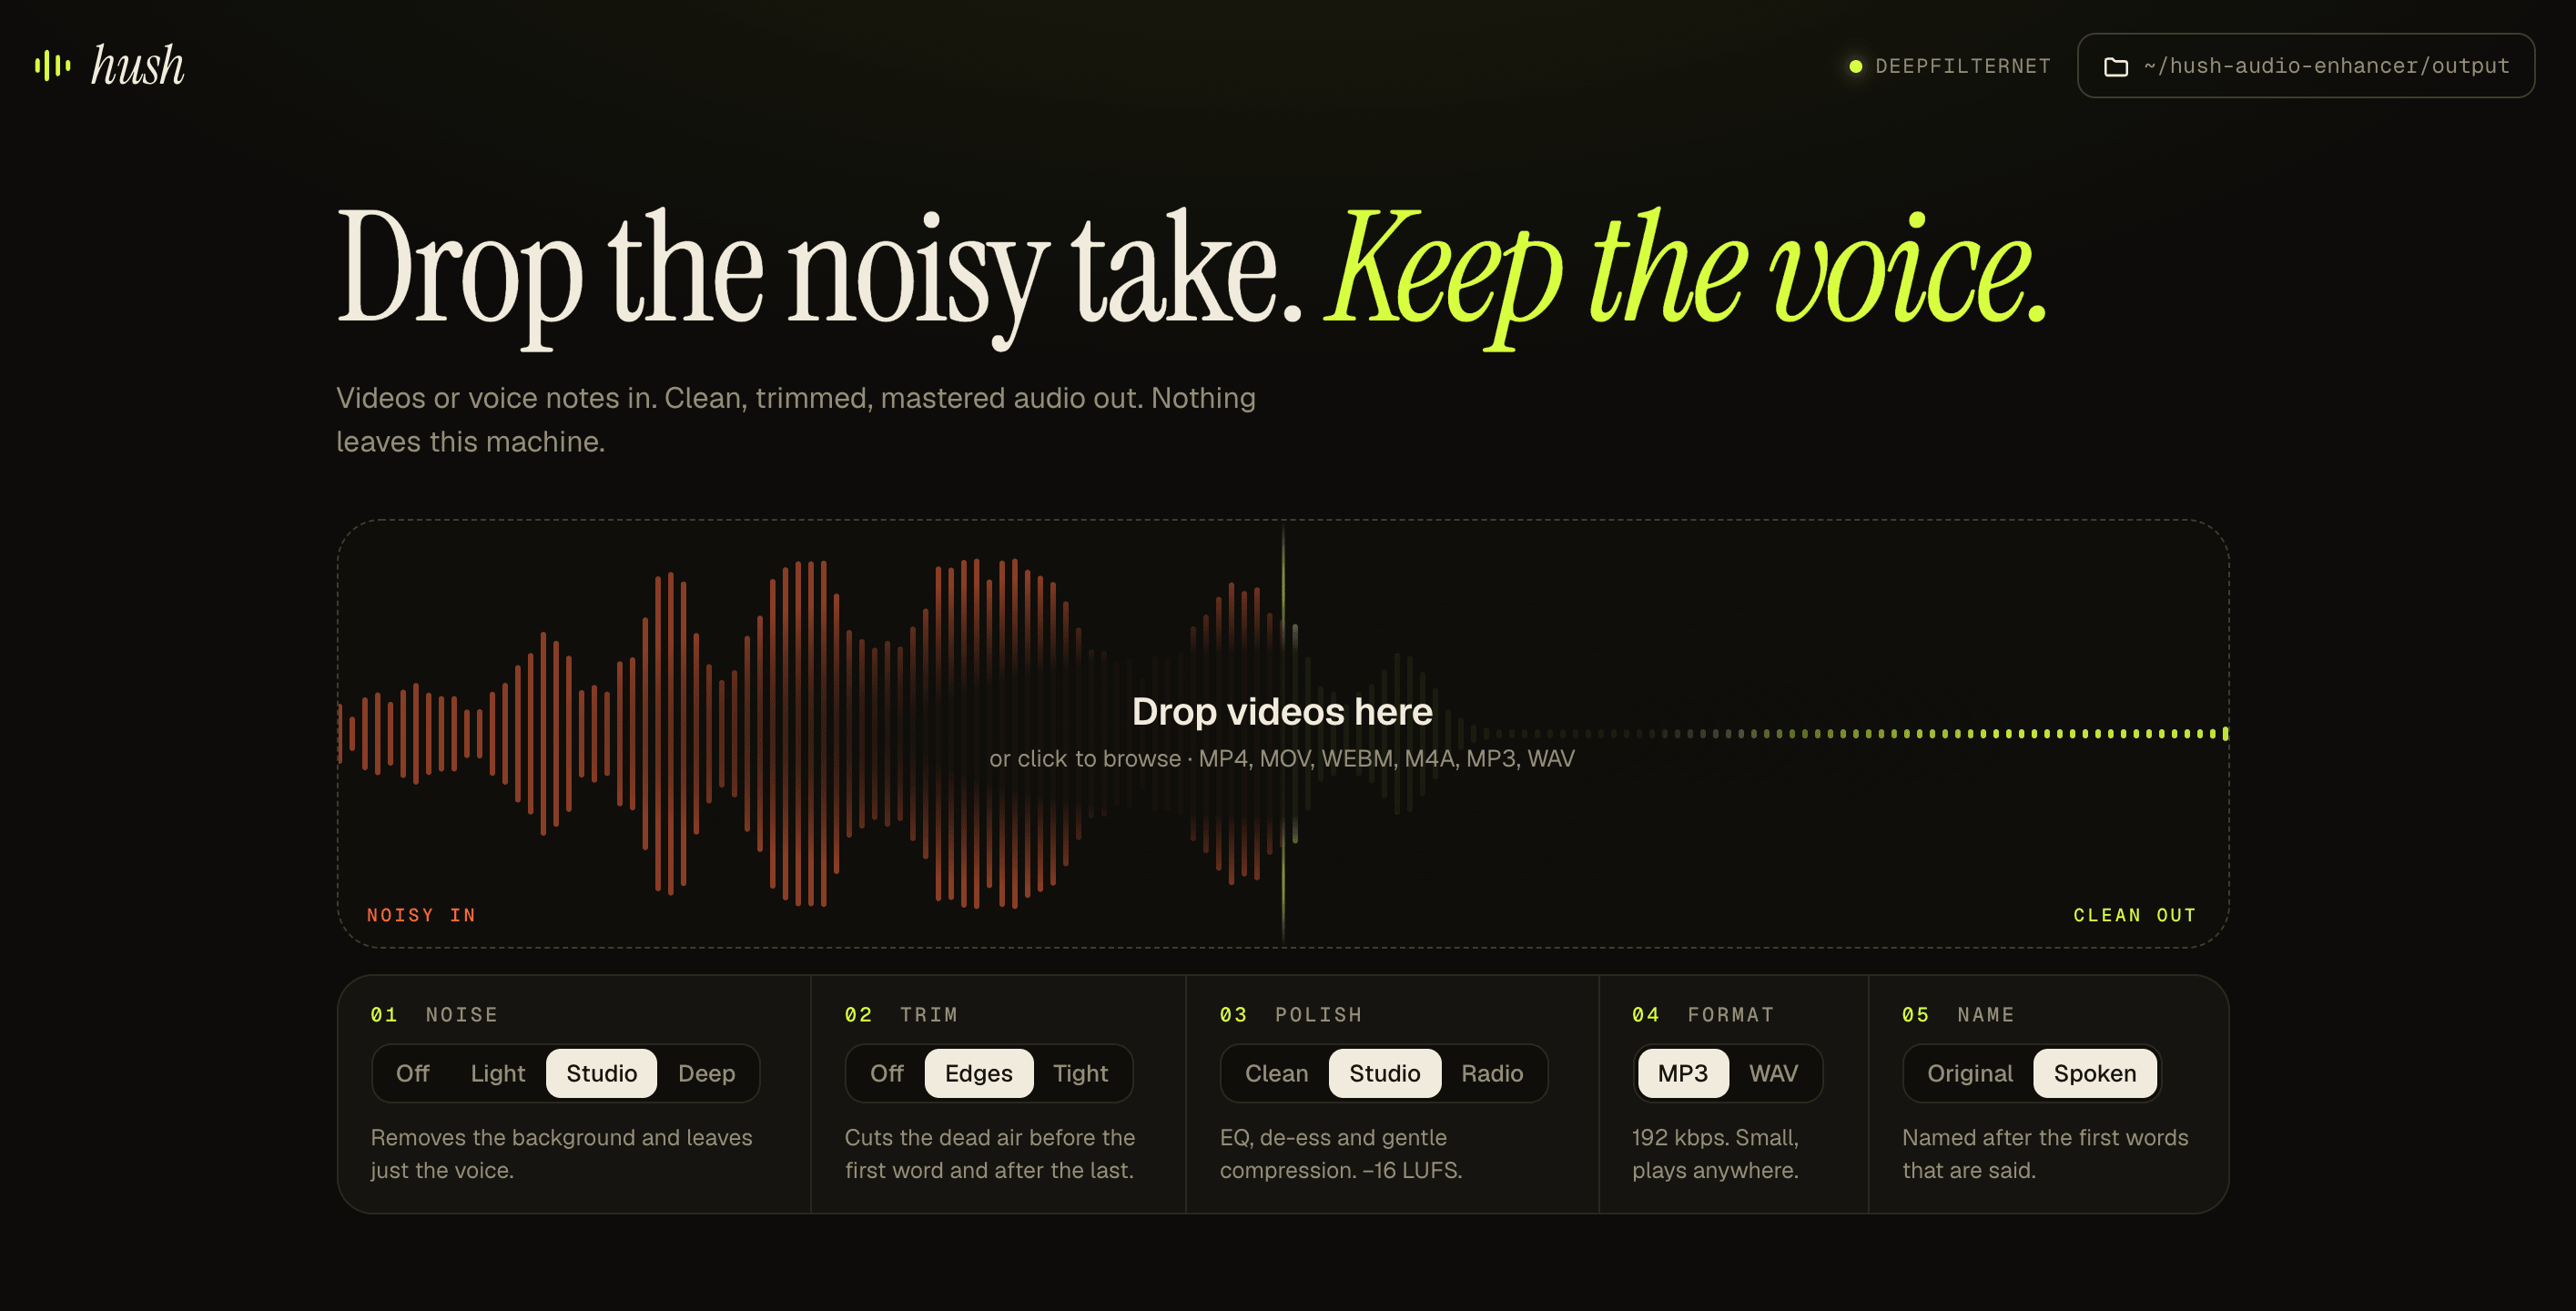 hush
DEEPFILTERNET
~/hush-audio-enhancer/output
Drop the noisy take. Keep the voice.
Videos or voice notes in. Clean, trimmed, mastered audio out. Nothing
leaves this machine.
Drop videos here
or click to browse · MP4, MOV, WEBM, M4A, MP3, WAV
NOISY IN
CLEAN OUT
01 NOISE
Off Light Studio Deep
Removes the background and leaves
just the voice.
02 TRIM
Off Edges Tight
Cuts the dead air before the
first word and after the last.
03 POLISH
Clean Studio Radio
EQ, de-ess and gentle
compression. −16 LUFS.
04 FORMAT
MP3 WAV
192 kbps. Small,
plays anywhere.
05 NAME
Original Spoken
Named after the first words
that are said.